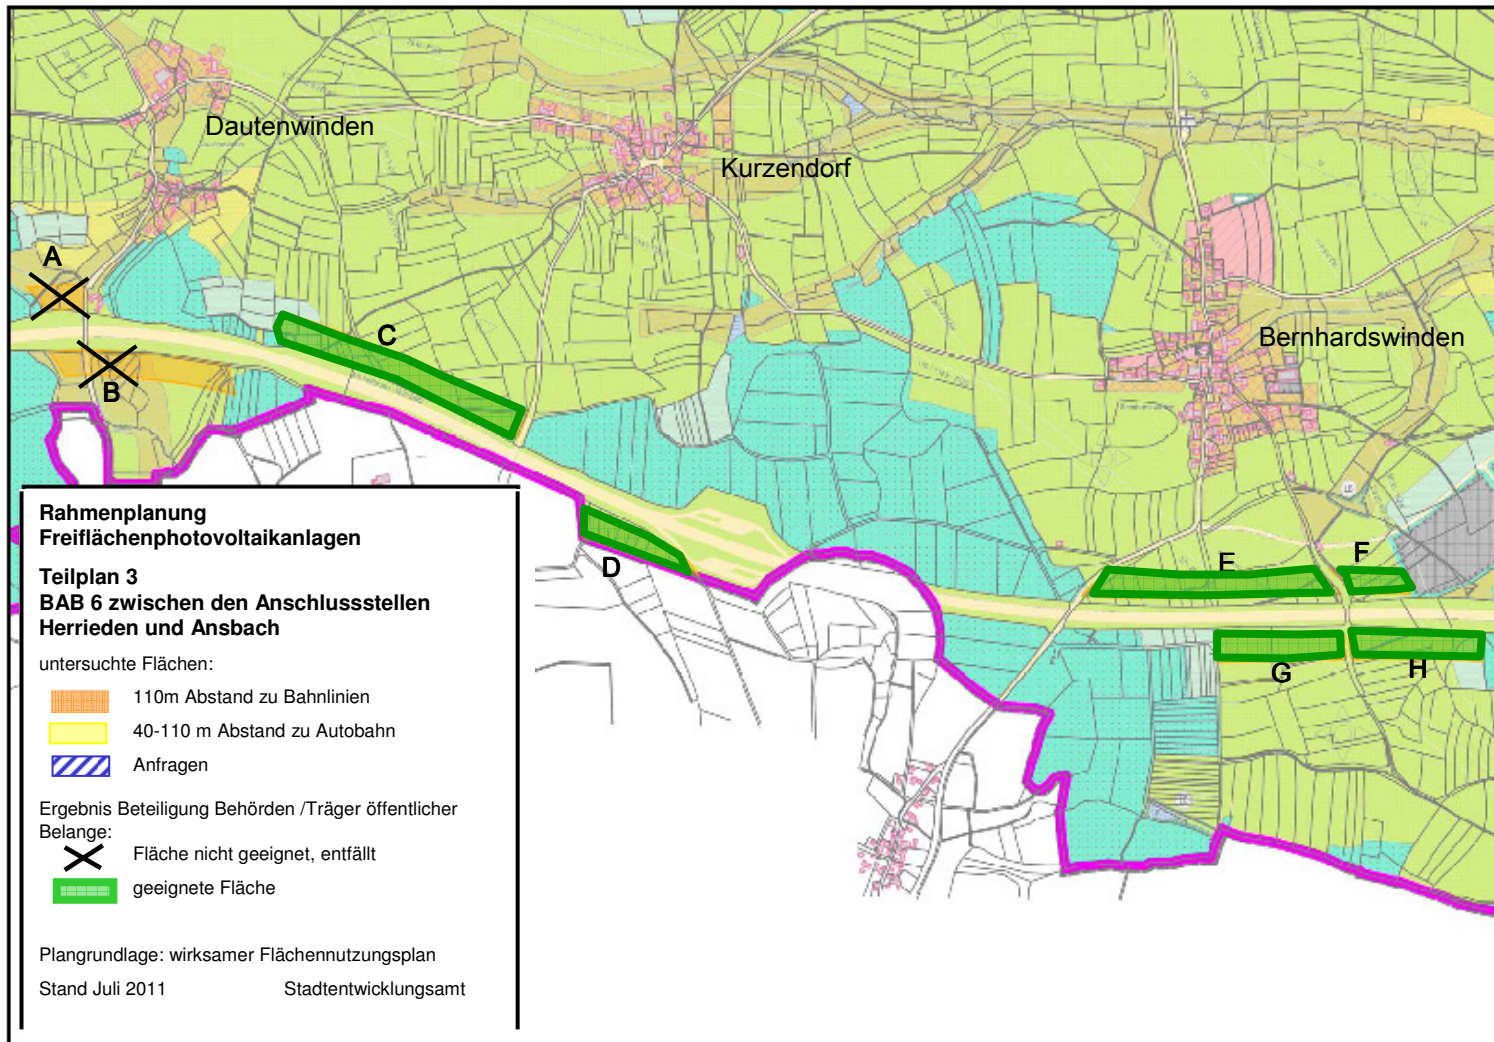 Dautenwinden
Kurzendorf
Bernhardswinden
A
B
C
D
E
F
G
H
Rahmenplanung
Freiflächenphotovoltaikanlagen
Teilplan 3
BAB 6 zwischen den Anschlussstellen
Herrieden und Ansbach
untersuchte Flächen:
110m Abstand zu Bahnlinien
40-110 m Abstand zu Autobahn
Anfragen
Ergebnis Beteiligung Behörden /Träger öffentlicher
Belange:
Fläche nicht geeignet, entfällt
geeignete Fläche
Plangrundlage: wirksamer Flächennutzungsplan
Stand Juli 2011 Stadtentwicklungsamt